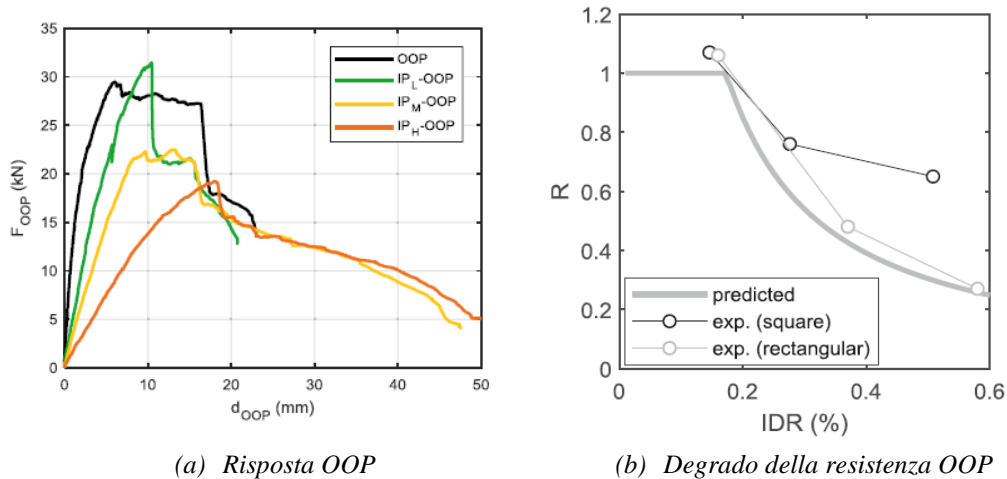 35
30
25
20
15
10
5
0
F_OOP (kN)
0 10 20 30 40 50
d_OOP (mm)
OOP
IP_L-OOP
IP_M-OOP
IP_H-OOP
(a) Risposta OOP
1.2
1
0.8
0.6
0.4
0.2
0
R
0 0.2 0.4 0.6
IDR (%)
predicted
exp. (square)
exp. (rectangular)
(b) Degrado della resistenza OOP